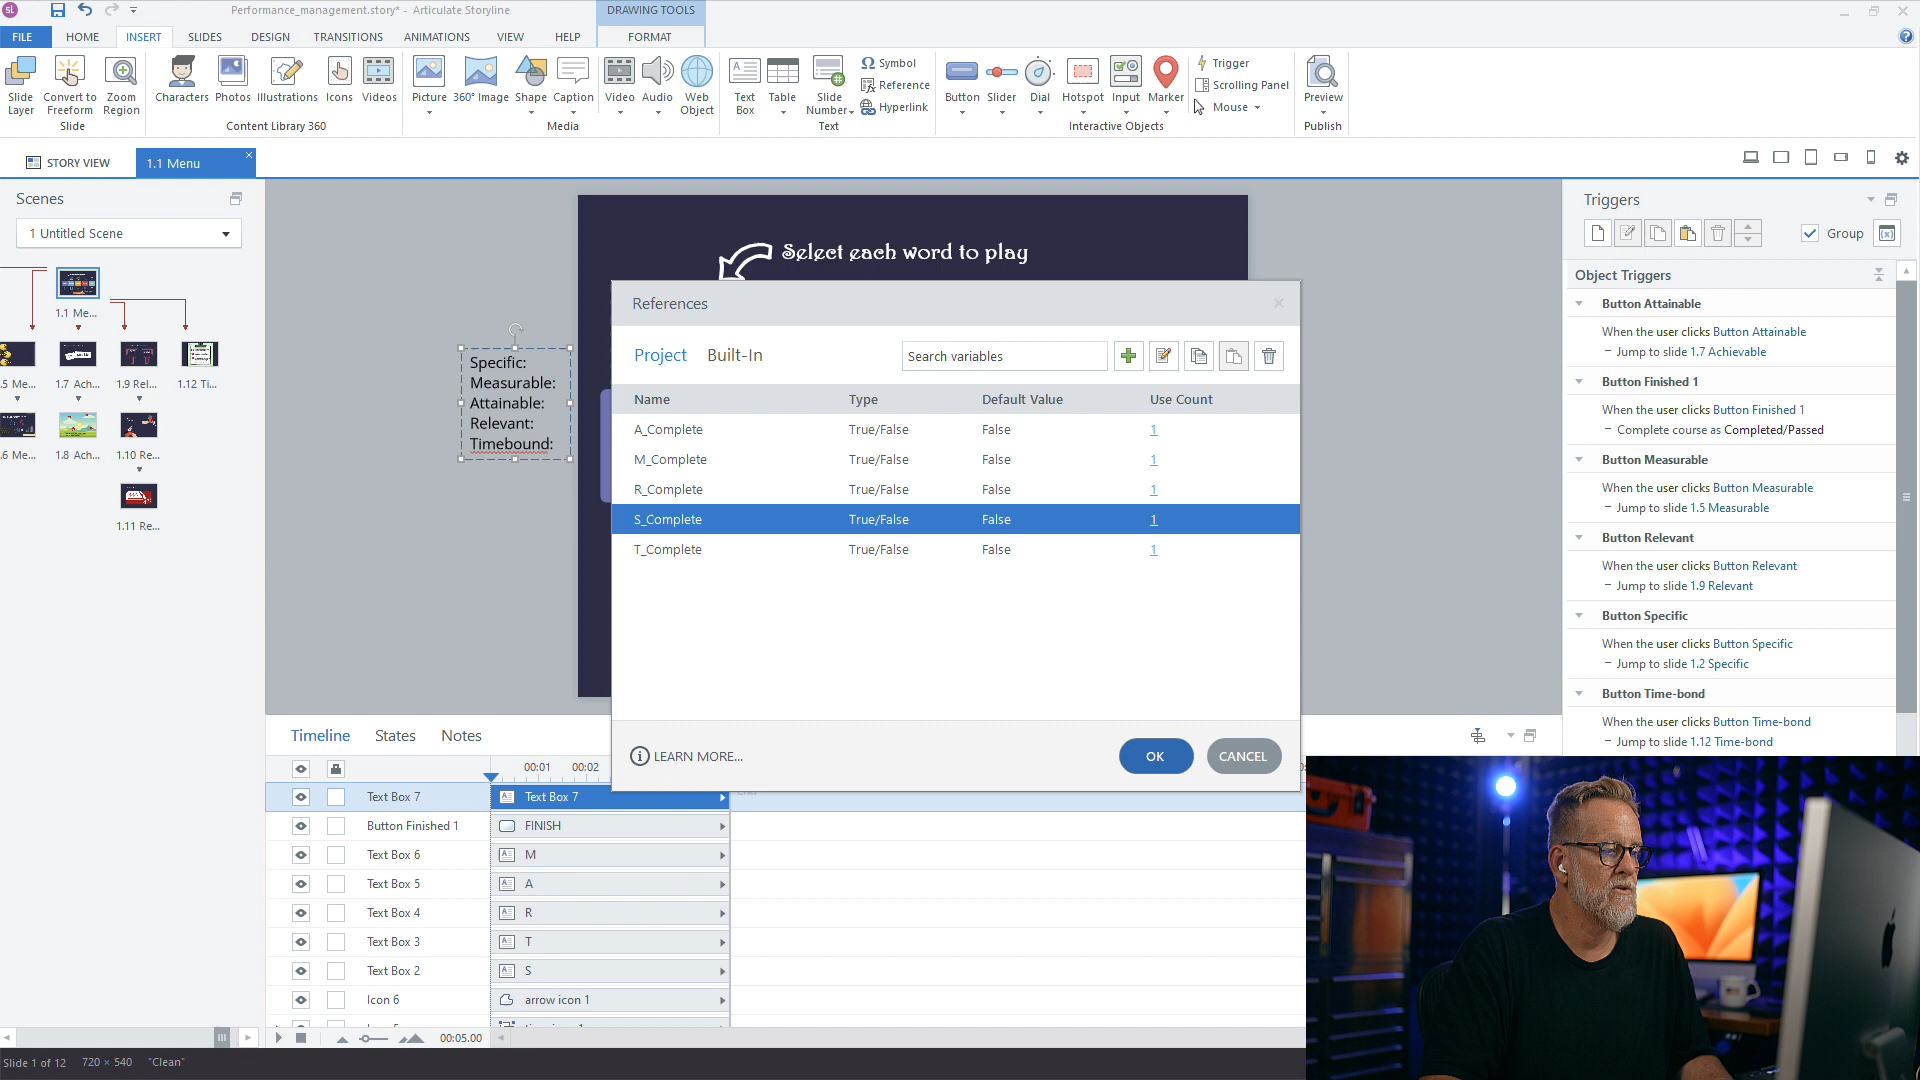 Performance_management.story* - Articulate Storyline
DRAWING TOOLS
FILE
HOME
INSERT
SLIDES
DESIGN
TRANSITIONS
ANIMATIONS
VIEW
HELP
FORMAT
Slide Layer
Convert to Freeform
Zoom Region
Slide
Characters
Photos
Illustrations
Icons
Videos
Content Library 360
Picture
360° Image
Shape
Caption
Video
Audio
Web Object
Media
Text Box
Table
Slide Number
Symbol
Reference
Hyperlink
Text
Button
Slider
Dial
Hotspot
Input
Marker
Trigger
Scrolling Panel
Mouse
Interactive Objects
Preview
Publish
STORY VIEW
1.1 Menu
Scenes
1 Untitled Scene
1.1 Me...
.5 Me...
1.7 Ach...
1.9 Rel...
1.12 Ti...
.6 Me...
1.8 Ach...
1.10 Re...
1.11 Re...
Select each word to play
Specific:
Measurable:
Attainable:
Relevant:
Timebound:
References
Project
Built-In
Search variables
Name Type Default Value Use Count
A_Complete True/False False 1
M_Complete True/False False 1
R_Complete True/False False 1
S_Complete True/False False 1
T_Complete True/False False 1
LEARN MORE...
OK
CANCEL
Triggers
Group
Object Triggers
Button Attainable
When the user clicks Button Attainable
– Jump to slide 1.7 Achievable
Button Finished 1
When the user clicks Button Finished 1
– Complete course as Completed/Passed
Button Measurable
When the user clicks Button Measurable
– Jump to slide 1.5 Measurable
Button Relevant
When the user clicks Button Relevant
– Jump to slide 1.9 Relevant
Button Specific
When the user clicks Button Specific
– Jump to slide 1.2 Specific
Button Time-bond
When the user clicks Button Time-bond
– Jump to slide 1.12 Time-bond
Timeline
States
Notes
00:01 00:02
Text Box 7 Text Box 7
Button Finished 1 FINISH
Text Box 6 M
Text Box 5 A
Text Box 4 R
Text Box 3 T
Text Box 2 S
Icon 6 arrow icon 1
00:05.00
Slide 1 of 12 720 × 540 "Clean"